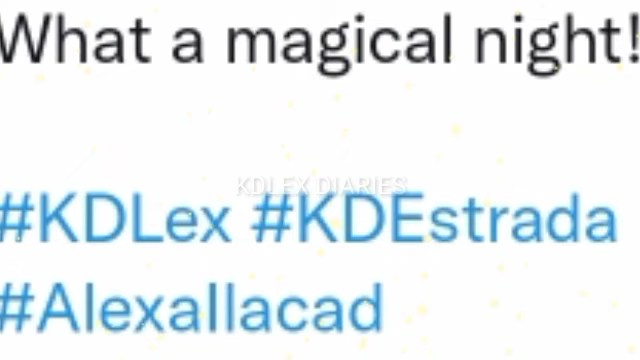 What a magical night!
KDLEX DIARIES
#KDLex #KDEstrada
#AlexaIlacad